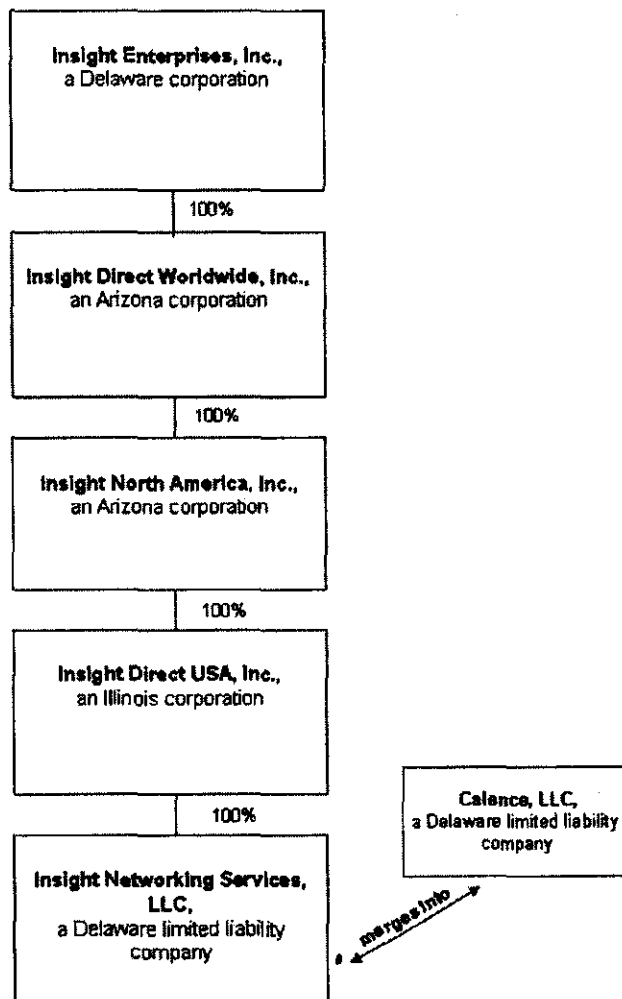 Insight Enterprises, Inc.,
a Delaware corporation
100%
Insight Direct Worldwide, Inc.,
an Arizona corporation
100%
Insight North America, Inc.,
an Arizona corporation
100%
Insight Direct USA, Inc.,
an Illinois corporation
100%
Calence, LLC,
a Delaware limited liability
company
Insight Networking Services,
LLC,
a Delaware limited liability
company
merges into